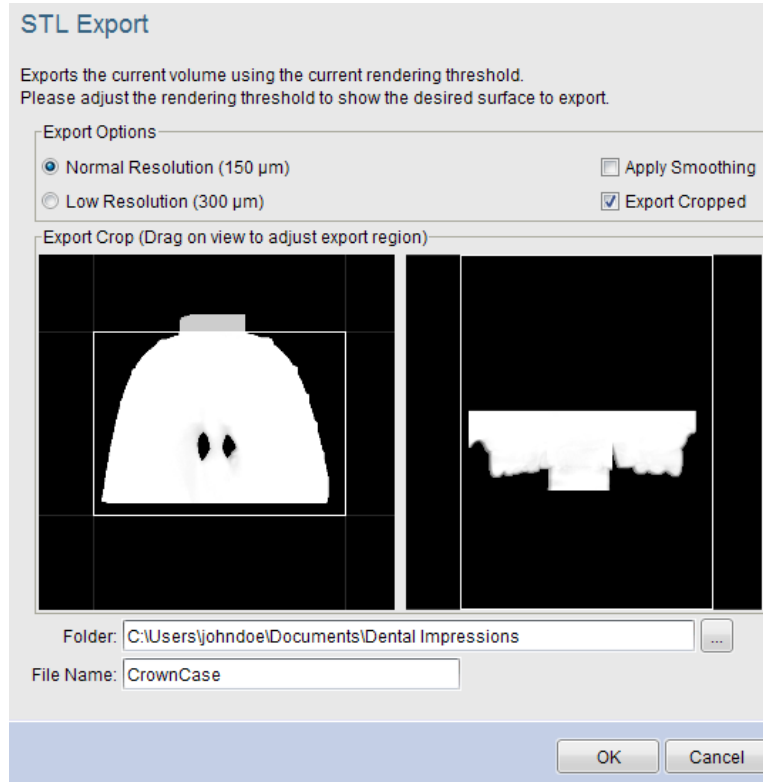 STL Export
Exports the current volume using the current rendering threshold.
Please adjust the rendering threshold to show the desired surface to export.
Export Options
Normal Resolution (150 µm)
Apply Smoothing
Low Resolution (300 µm)
Export Cropped
Export Crop (Drag on view to adjust export region)
Folder: C:\Users\johndoe\Documents\Dental Impressions ...
File Name: CrownCase
OK Cancel